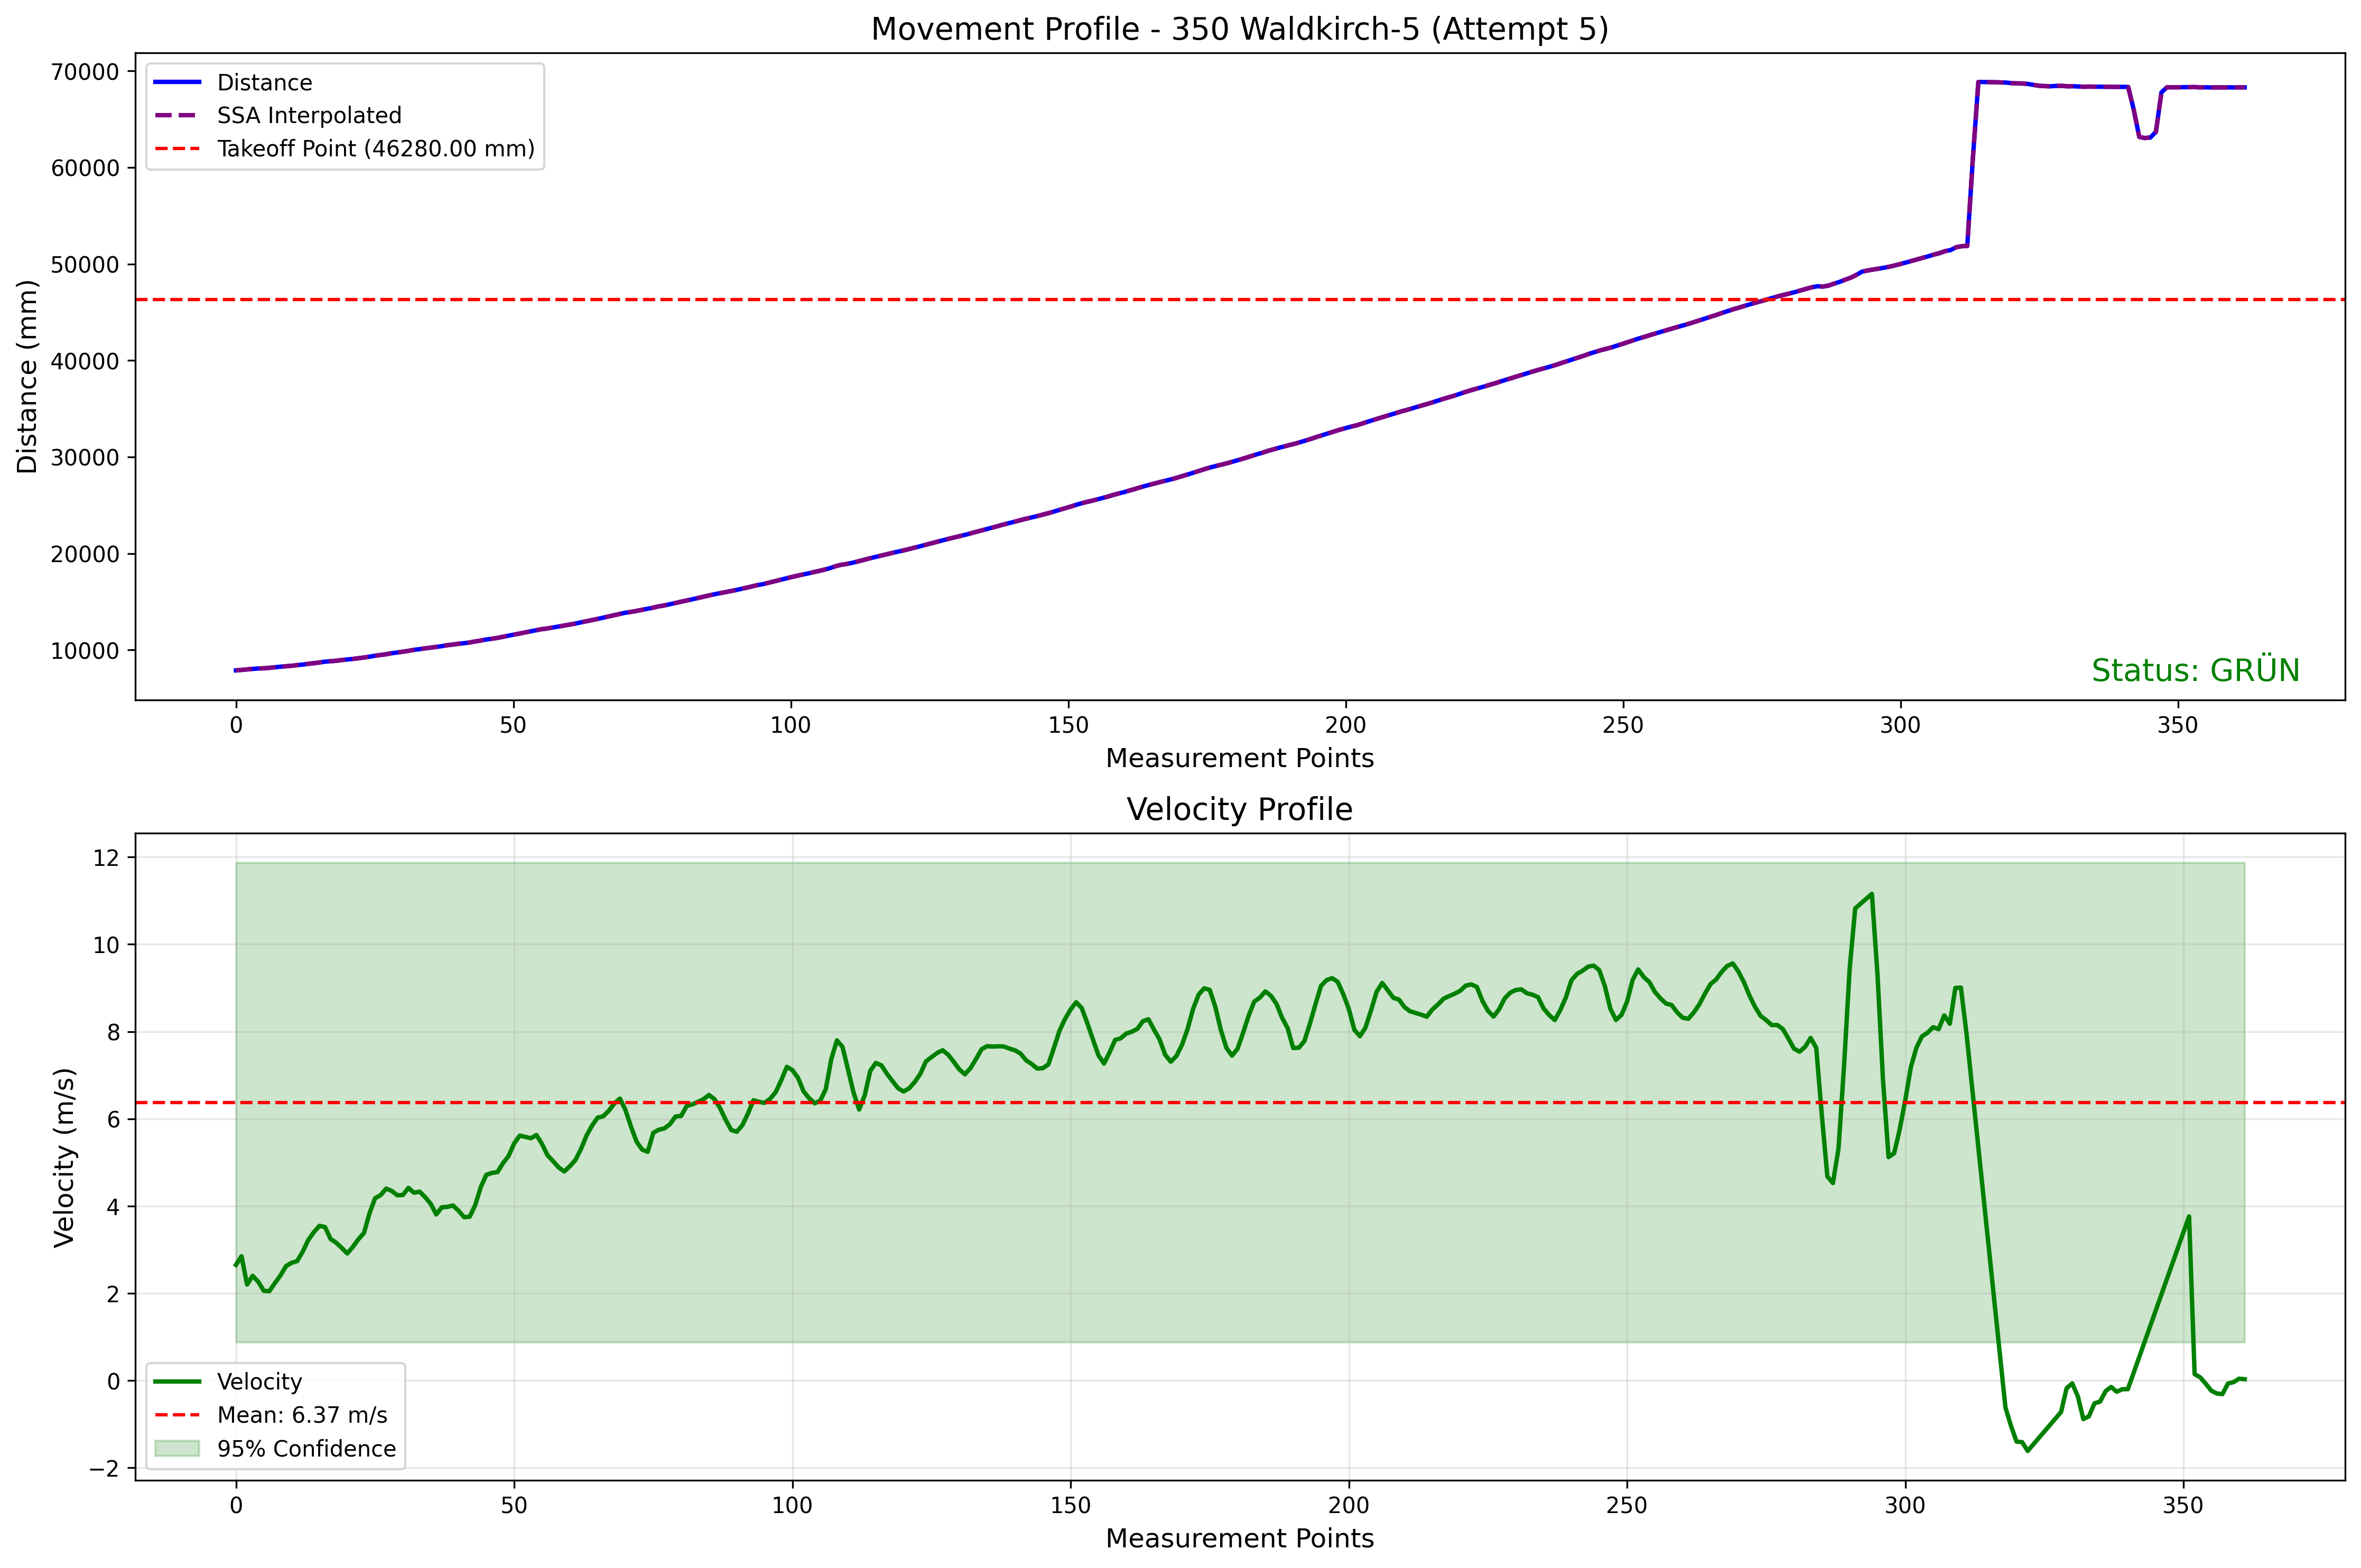 Movement Profile - 350 Waldkirch-5 (Attempt 5)
Distance (mm)
70000
60000
50000
40000
30000
20000
10000
Distance
SSA Interpolated
Takeoff Point (46280.00 mm)
Status: GRÜN
0 50 100 150 200 250 300 350
Measurement Points
Velocity Profile
Velocity (m/s)
12
10
8
6
4
2
0
−2
Velocity
Mean: 6.37 m/s
95% Confidence
0 50 100 150 200 250 300 350
Measurement Points